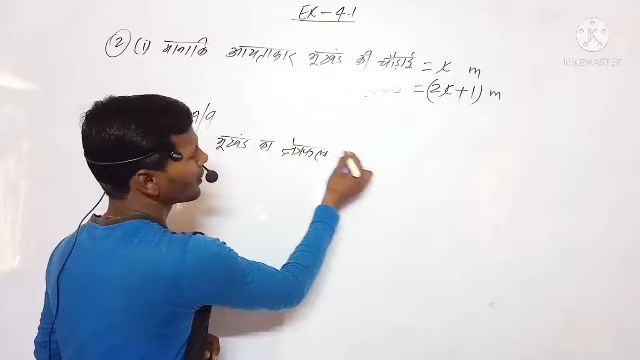 Ex - 4.1
② (i) माना कि आयताकार भूखंड की चौड़ाई = x m
= (2x + 1) m
भूखंड का क्षेत्रफल
KINEMASTER